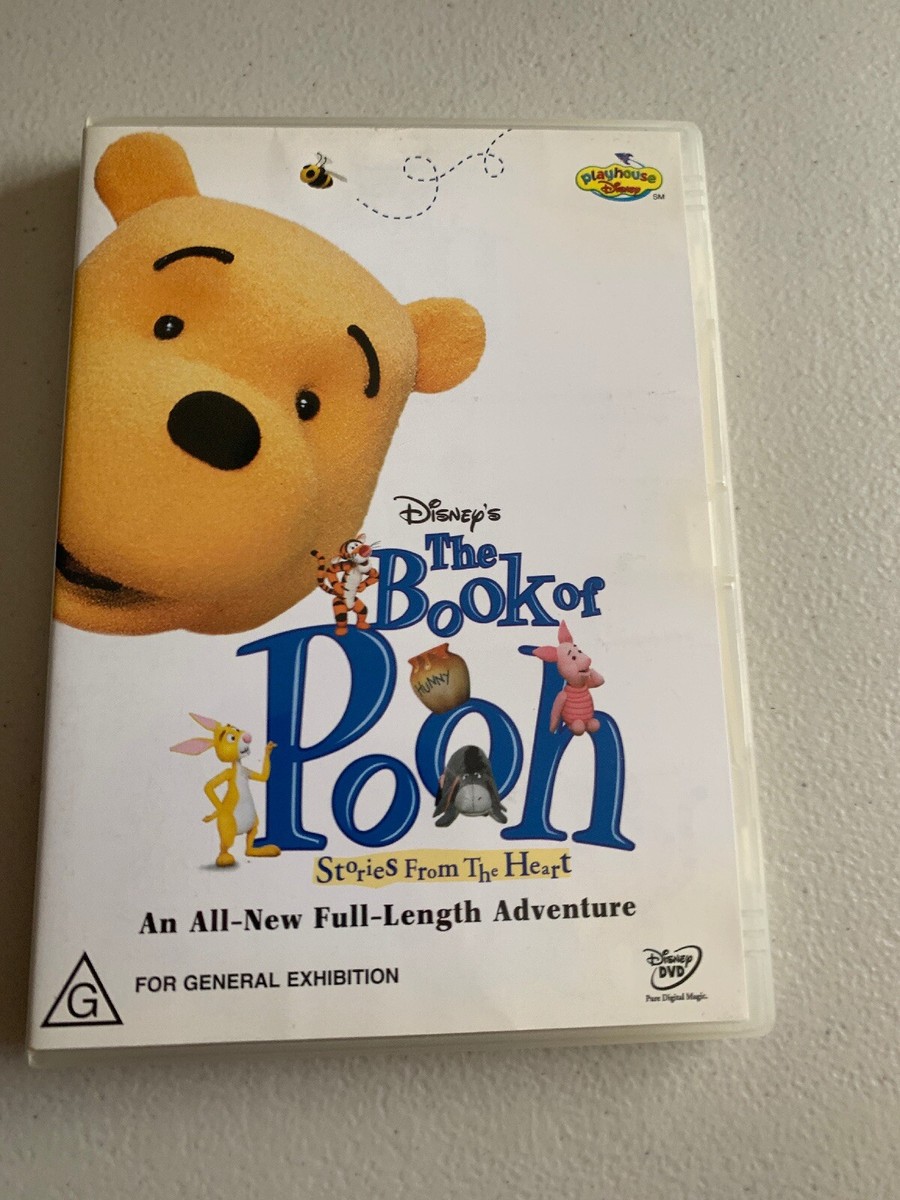 playhouse
Disney
SM
Disney's
The
Book of
Pooh
HUNNY
Stories From The Heart
An All-New Full-Length Adventure
G
FOR GENERAL EXHIBITION
Disney
DVD
Pure Digital Magic.